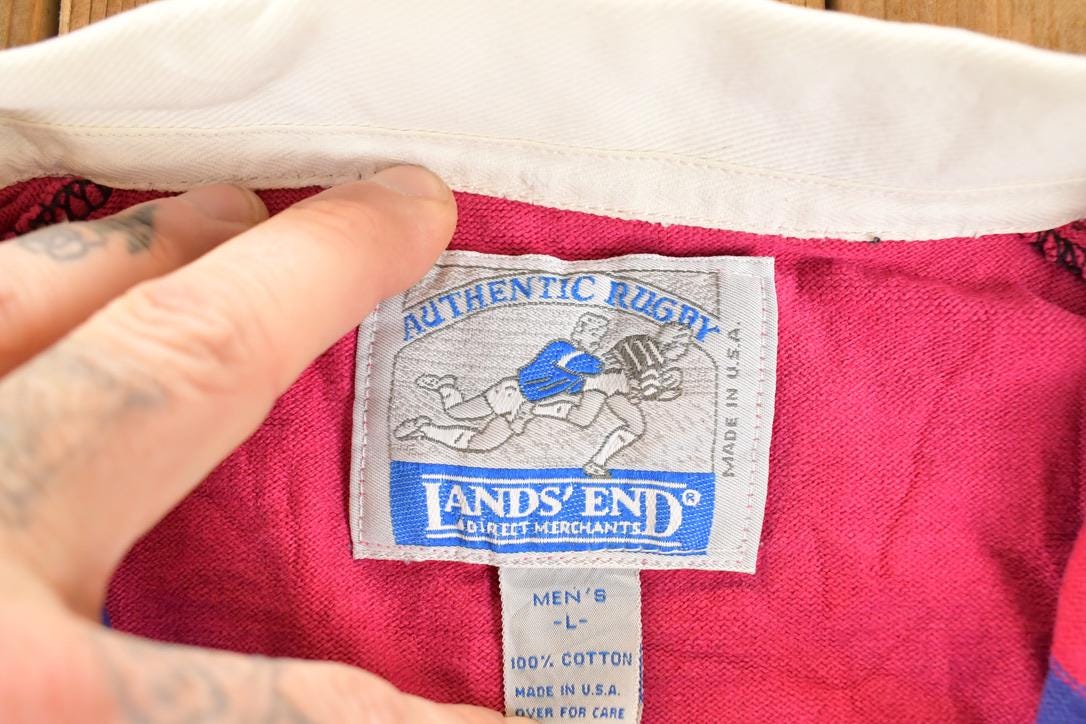 AUTHENTIC RUGBY
MADE IN U.S.A.
LANDS' END®
DIRECT MERCHANTS
MEN'S
-L-
100% COTTON
MADE IN U.S.A.
OVER FOR CARE